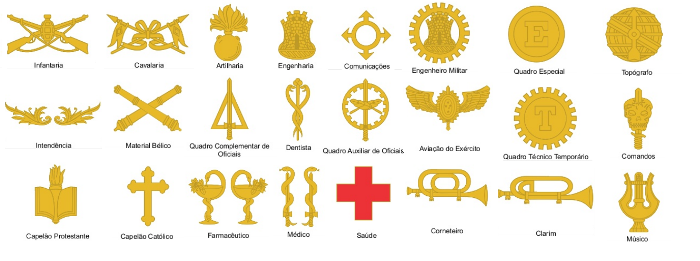 Infantaria
Cavalaria
Artilharia
Engenharia
Comunicações
Engenheiro Militar
E
Quadro Especial
Topógrafo
Intendência
Material Bélico
Quadro Complementar de
Oficiais
Dentista
Quadro Auxiliar de Oficiais
Aviação do Exército
T
Quadro Técnico Temporário
Comandos
Capelão Protestante
Capelão Católico
Farmacêutico
Médico
Saúde
Corneteiro
Clarim
Músico